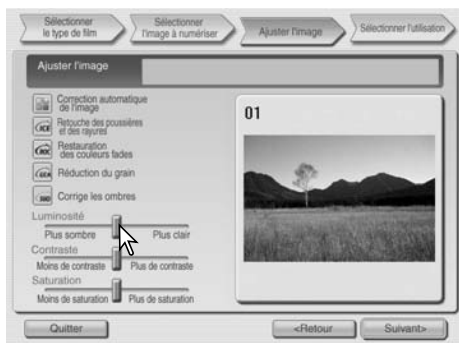 Sélectionner
le type de film
Sélectionner
l'image à numériser
Ajuster l'image
Sélectionner l'utilisation
Ajuster l'image
Correction automatique
de l'image
Retouche des poussières
et des rayures
Restauration
des couleurs fades
Réduction du grain
Corrige les ombres
Luminosité
Plus sombre
Plus clair
Contraste
Moins de contraste
Plus de contraste
Saturation
Moins de saturation
Plus de saturation
01
Quitter
<Retour
Suivant>